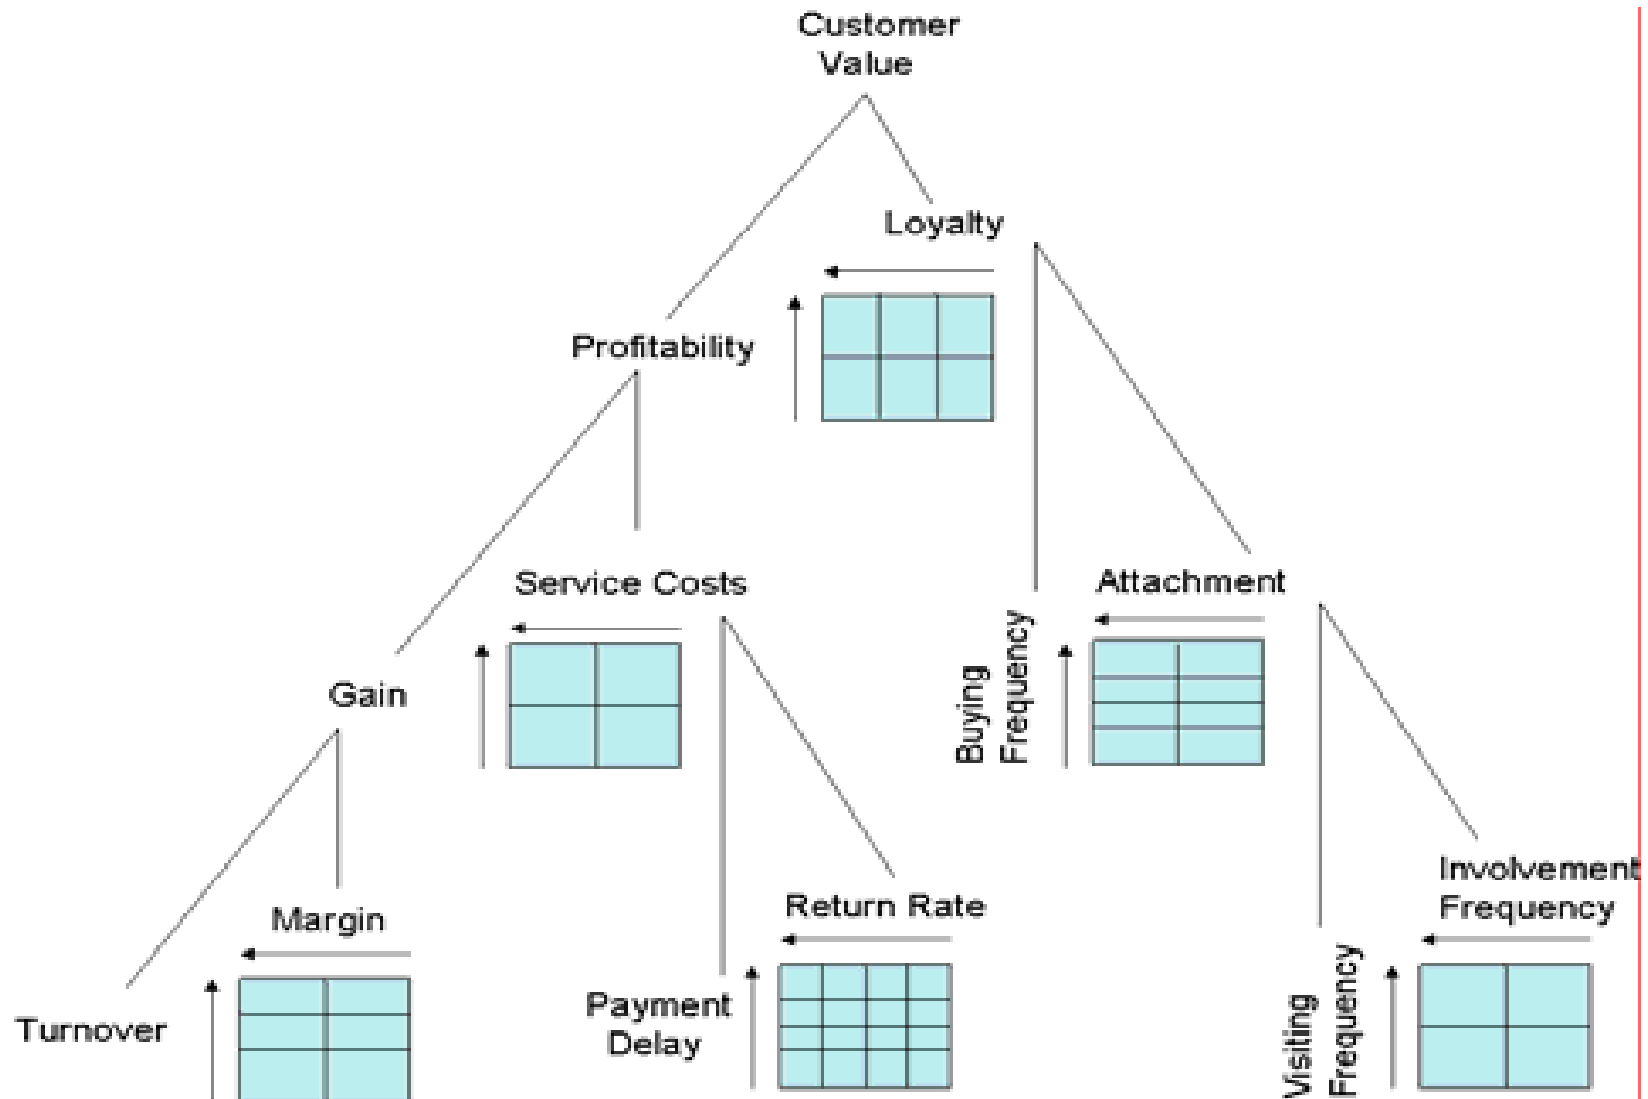 Customer
Value
Loyalty
Profitability
Service Costs
Attachment
Buying
Frequency
Gain
Involvement
Frequency
Return Rate
Margin
Payment
Delay
Visiting
Frequency
Turnover